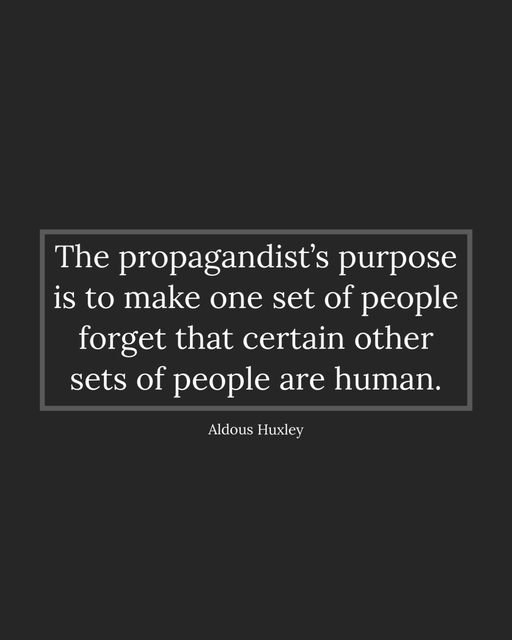 The propagandist’s purpose
is to make one set of people
forget that certain other
sets of people are human.
Aldous Huxley